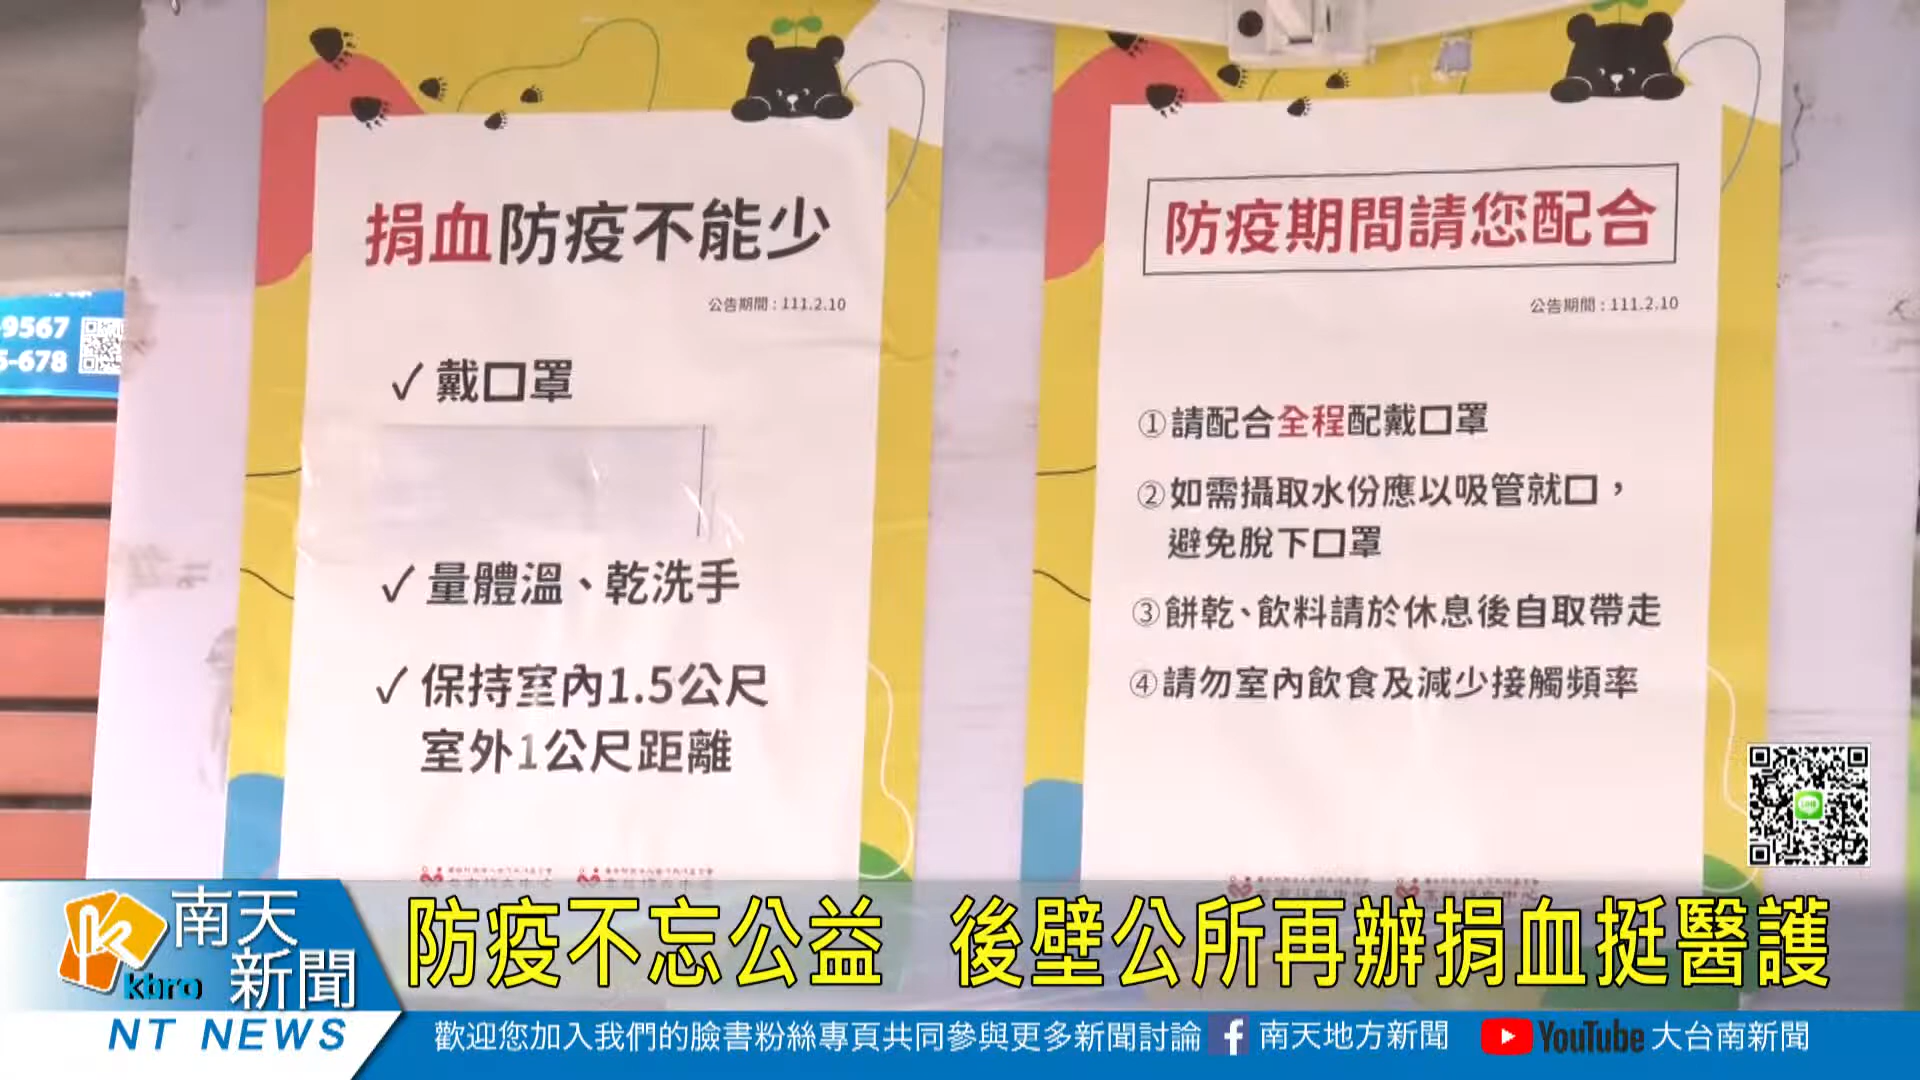 -9567
5-678
捐血防疫不能少
公告期間：111.2.10
✓戴口罩
✓量體溫、乾洗手
✓保持室內1.5公尺
室外1公尺距離
防疫期間請您配合
公告期間：111.2.10
①請配合全程配戴口罩
②如需攝取水份應以吸管就口，
避免脫下口罩
③餅乾、飲料請於休息後自取帶走
④請勿室內飲食及減少接觸頻率
LINE
南天
新聞
kbro
NT NEWS
防疫不忘公益 後壁公所再辦捐血挺醫護
歡迎您加入我們的臉書粉絲專頁共同參與更多新聞討論 南天地方新聞 YouTube 大台南新聞